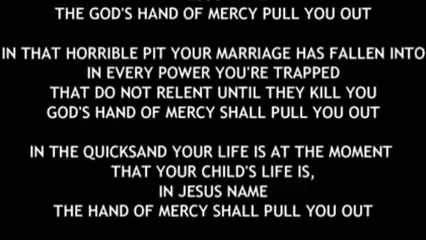 THE GOD'S HAND OF MERCY PULL YOU OUT
IN THAT HORRIBLE PIT YOUR MARRIAGE HAS FALLEN INTO
IN EVERY POWER YOU'RE TRAPPED
THAT DO NOT RELENT UNTIL THEY KILL YOU
GOD'S HAND OF MERCY SHALL PULL YOU OUT
IN THE QUICKSAND YOUR LIFE IS AT THE MOMENT
THAT YOUR CHILD'S LIFE IS,
IN JESUS NAME
THE HAND OF MERCY SHALL PULL YOU OUT